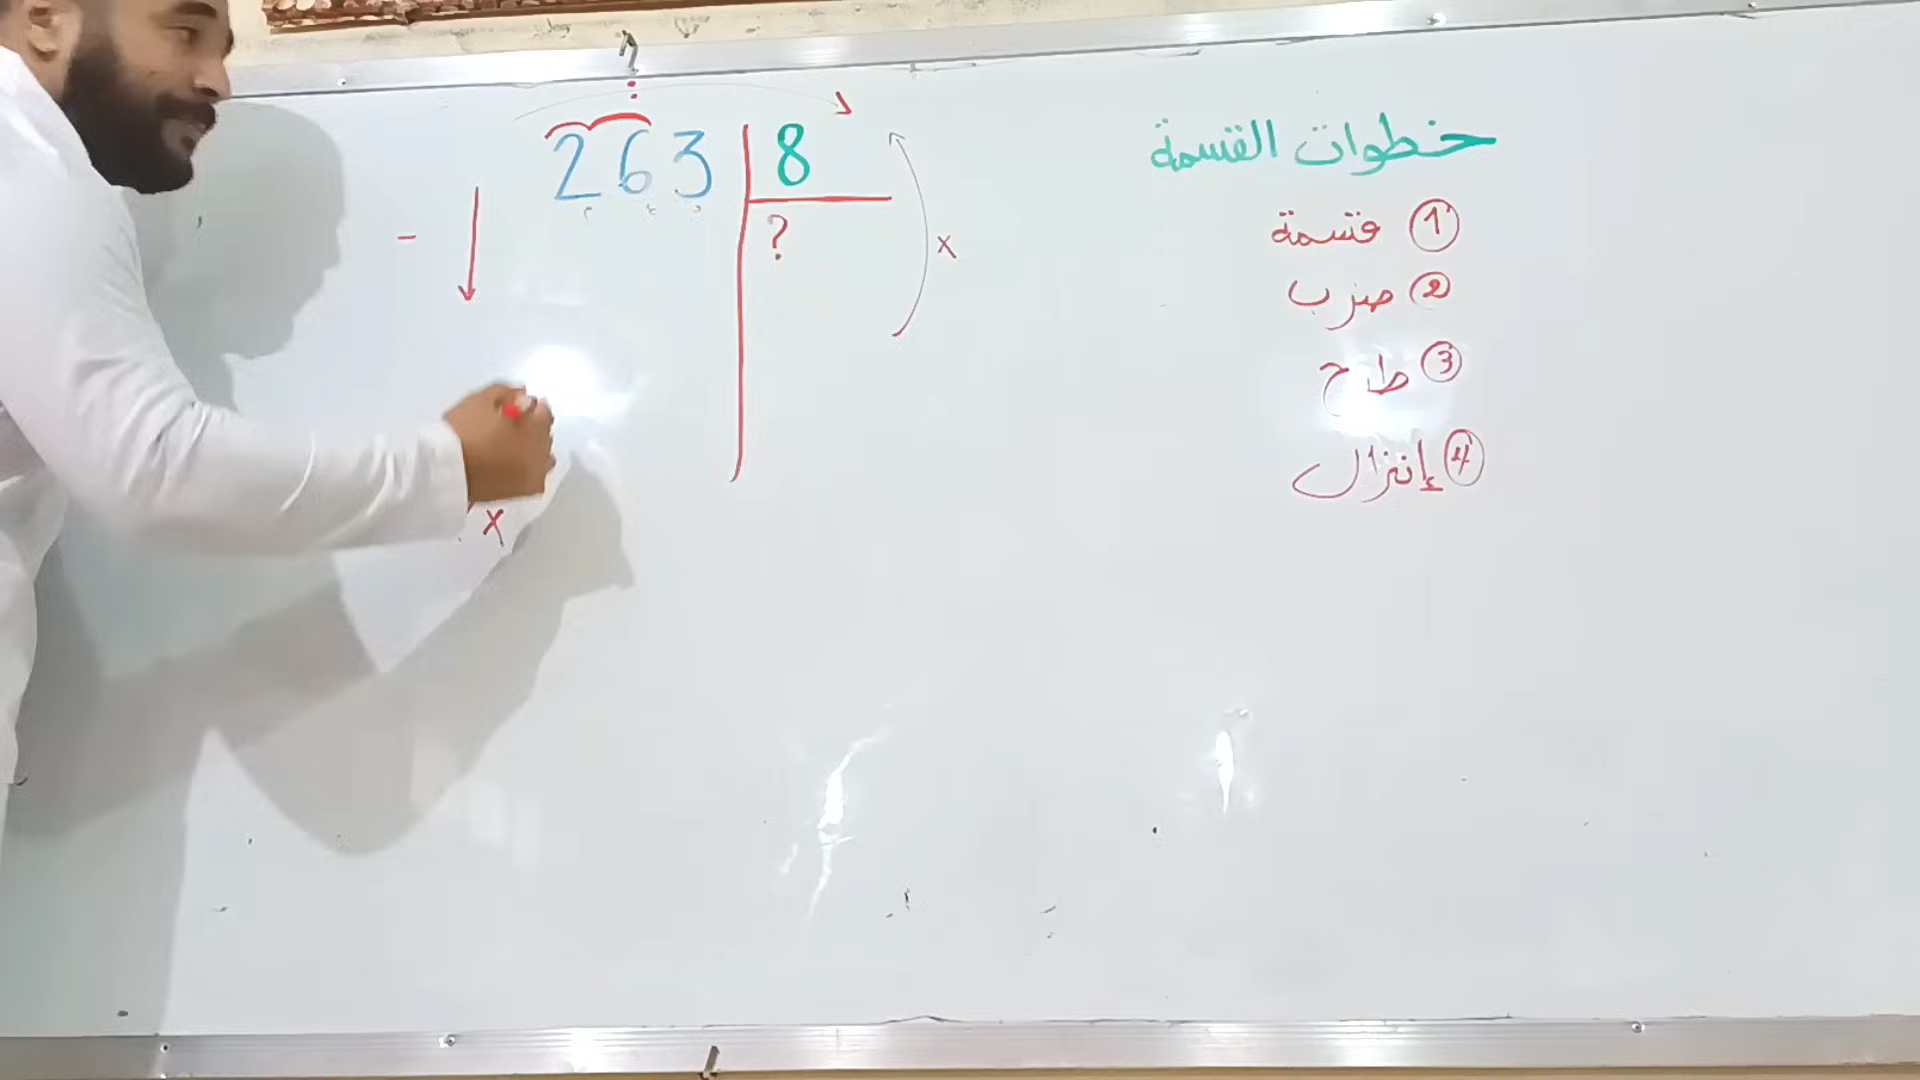 ?
:
263 8
- ? x
x
خطوات القسمة
① قسمة
② ضرب
③ طرح
④ إنزال